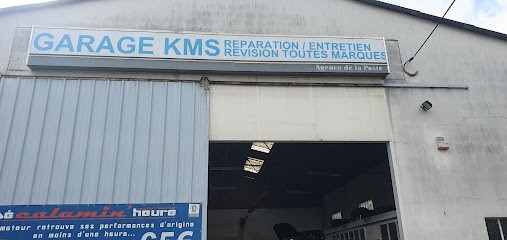 GARAGE KMS
REPARATION / ENTRETIEN
REVISION TOUTES MARQUES
Agence de la Poste
calamin' heure
moteur retrouve ses performances d'origine
en moins d'une heure...
65€